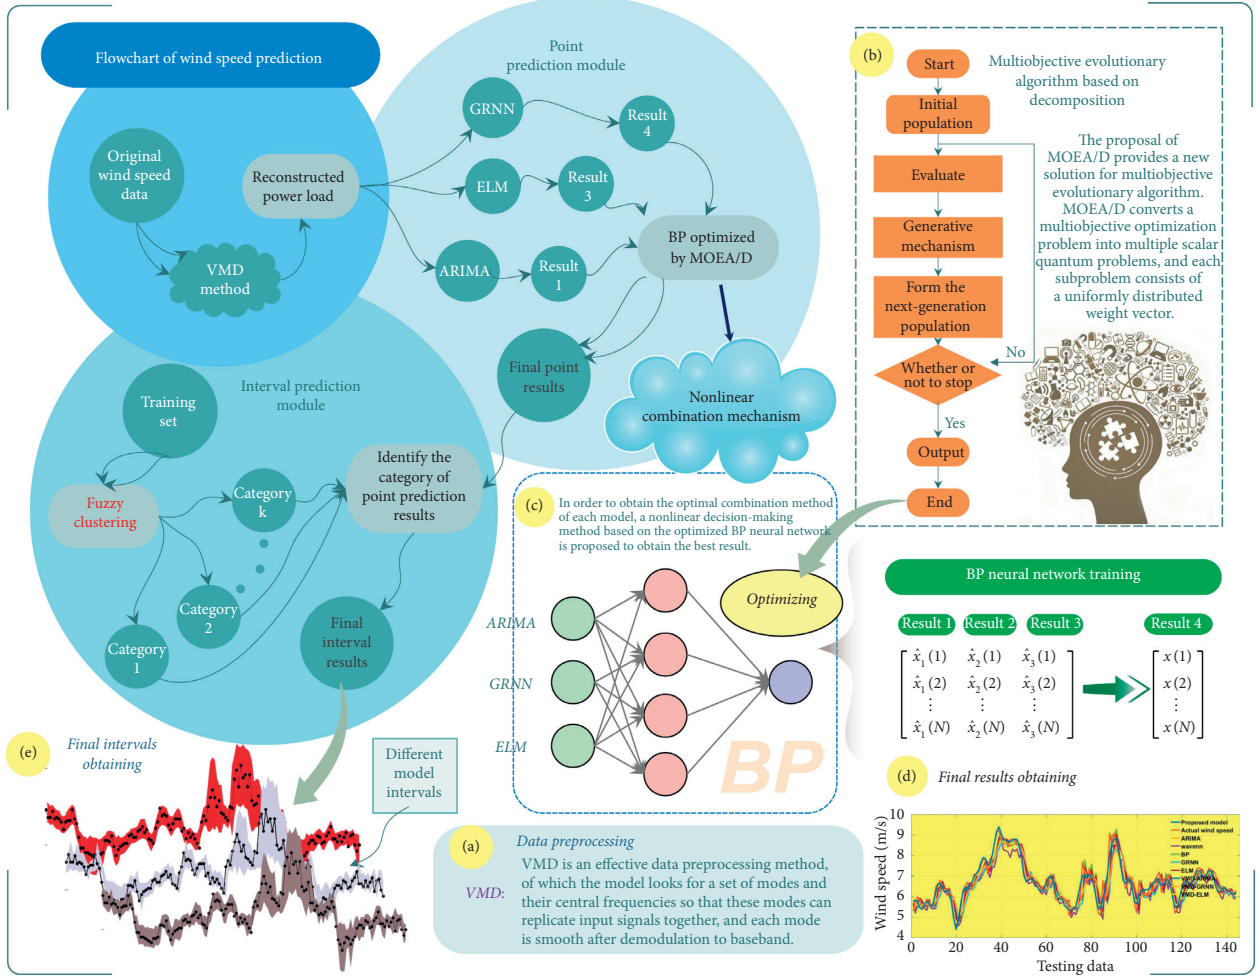 Flowchart of wind speed prediction
Original
wind speed
data
VMD
method
Reconstructed
power load
Point
prediction module
GRNN
Result
4
ELM
Result
3
ARIMA
Result
1
BP optimized
by MOEA/D
Final point
results
Nonlinear
combination mechanism
Interval prediction
module
Training
set
Fuzzy
clustering
Category
k
Category
2
Category
1
Identify the
category of
point prediction
results
Final
interval
results
(b)
Multiobjective evolutionary
algorithm based on
decomposition
Start
Initial
population
Evaluate
Generative
mechanism
Form the
next-generation
population
Whether or
not to stop
No
Yes
Output
End
The proposal of
MOEA/D provides a new
solution for multiobjective
evolutionary algorithm.
MOEA/D converts a
multiobjective optimization
problem into multiple scalar
quantum problems, and each
subproblem consists of
a uniformly distributed
weight vector.
(c)
In order to obtain the optimal combination method
of each model, a nonlinear decision-making
method based on the optimized BP neural network
is proposed to obtain the best result.
Optimizing
ARIMA
GRNN
ELM
BP
BP neural network training
Result 1 Result 2 Result 3 Result 4
x̂₁(1) x̂₂(1) x̂₃(1) x(1)
x̂₁(2) x̂₂(2) x̂₃(2) x(2)
⋮ ⋮ ⋮ ⋮
x̂₁(N) x̂₂(N) x̂₃(N) x(N)
(e)
Final intervals
obtaining
Different
model
intervals
(a)
Data preprocessing
VMD:
VMD is an effective data preprocessing method,
of which the model looks for a set of modes and
their central frequencies so that these modes can
replicate input signals together, and each mode
is smooth after demodulation to baseband.
(d)
Final results obtaining
Wind speed (m/s)
10
9
8
7
6
5
4
0 20 40 60 80 100 120 140
Testing data
Proposed model
Actual wind speed
ARIMA
wavenn
BP
GRNN
ELM
VMD-ARIMA
VMD-GRNN
VMD-ELM